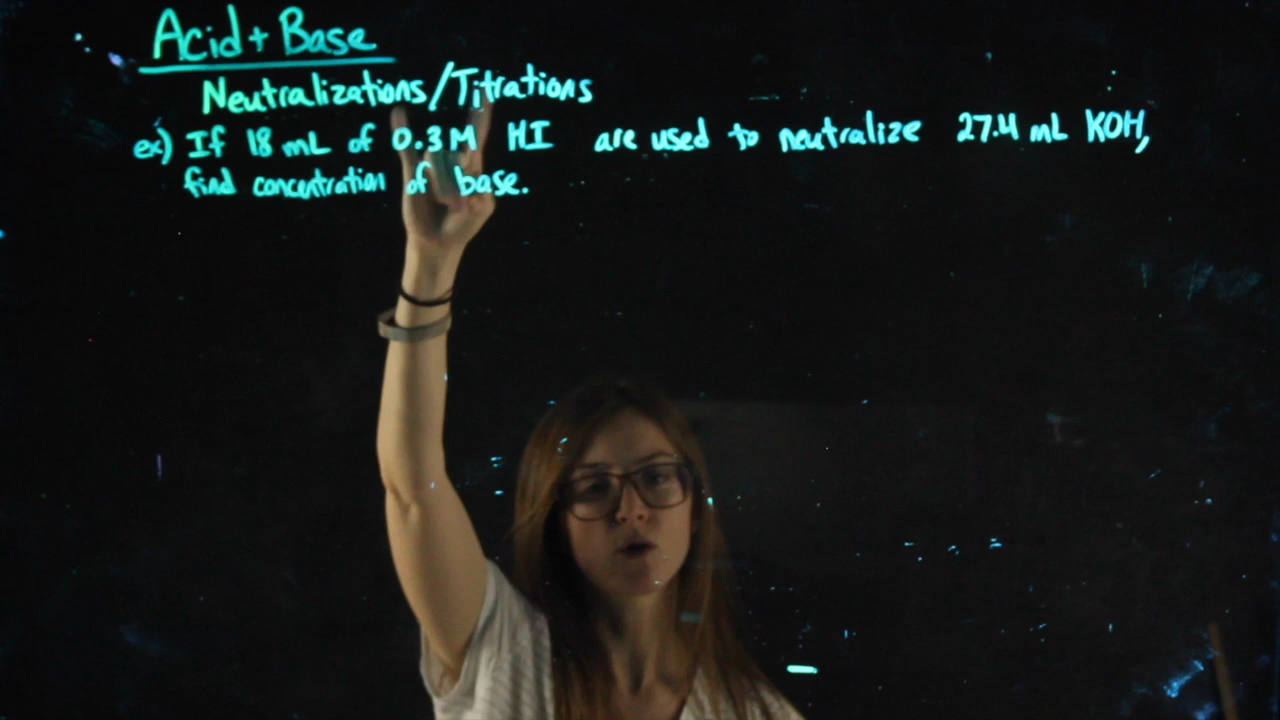 Acid + Base
Neutralizations/Titrations
ex) If 18 mL of 0.3 M HI are used to neutralize 27.4 mL KOH,
find concentration of base.